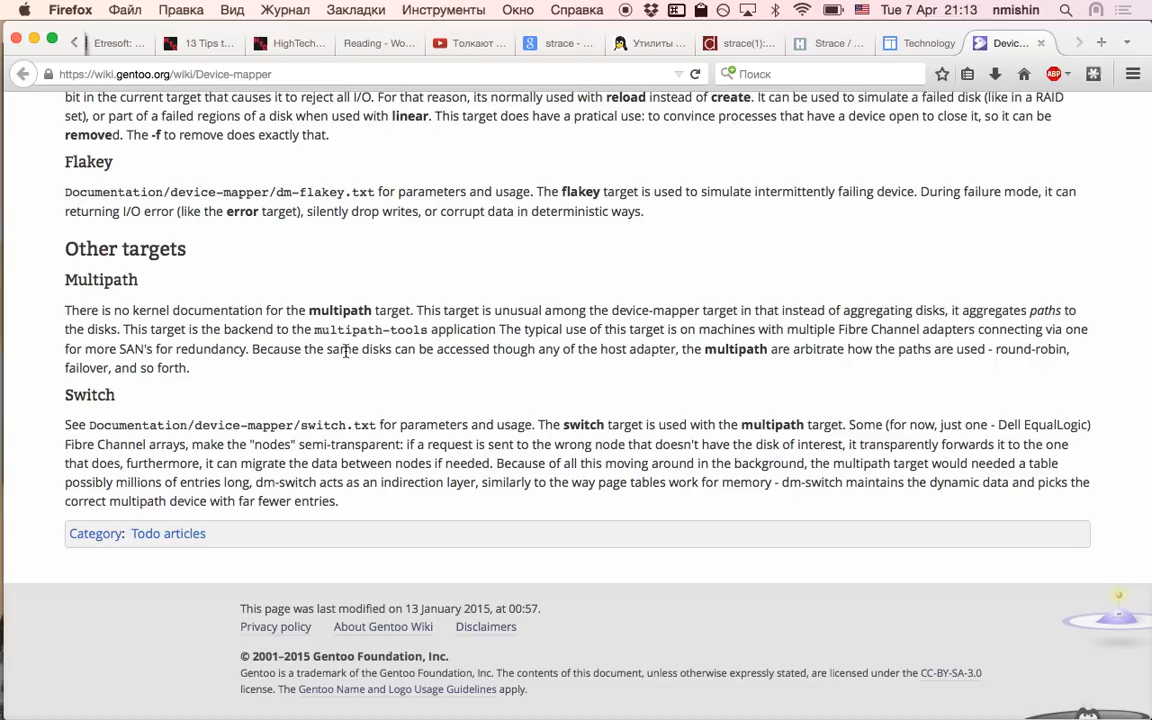 Firefox Файл Правка Вид Журнал Закладки Инструменты Окно Справка Tue 7 Apr 21:13 nmishin
Etresoft: ... 13 Tips t... HighTech... Reading - Wo... Толкают ... strace - ... Утилиты ... strace(1):... Strace / ... Technology Devic...
https://wiki.gentoo.org/wiki/Device-mapper Поиск ABP
bit in the current target that causes it to reject all I/O. For that reason, its normally used with reload instead of create. It can be used to simulate a failed disk (like in a RAID
set), or part of a failed regions of a disk when used with linear. This target does have a pratical use: to convince processes that have a device open to close it, so it can be
removed. The -f to remove does exactly that.
Flakey
Documentation/device-mapper/dm-flakey.txt for parameters and usage. The flakey target is used to simulate intermittently failing device. During failure mode, it can
returning I/O error (like the error target), silently drop writes, or corrupt data in deterministic ways.
Other targets
Multipath
There is no kernel documentation for the multipath target. This target is unusual among the device-mapper target in that instead of aggregating disks, it aggregates paths to
the disks. This target is the backend to the multipath-tools application The typical use of this target is on machines with multiple Fibre Channel adapters connecting via one
for more SAN's for redundancy. Because the same disks can be accessed though any of the host adapter, the multipath are arbitrate how the paths are used - round-robin,
failover, and so forth.
Switch
See Documentation/device-mapper/switch.txt for parameters and usage. The switch target is used with the multipath target. Some (for now, just one - Dell EqualLogic)
Fibre Channel arrays, make the "nodes" semi-transparent: if a request is sent to the wrong node that doesn't have the disk of interest, it transparently forwards it to the one
that does, furthermore, it can migrate the data between nodes if needed. Because of all this moving around in the background, the multipath target would needed a table
possibly millions of entries long, dm-switch acts as an indirection layer, similarly to the way page tables work for memory - dm-switch maintains the dynamic data and picks the
correct multipath device with far fewer entries.
Category: Todo articles
This page was last modified on 13 January 2015, at 00:57.
Privacy policy About Gentoo Wiki Disclaimers
© 2001–2015 Gentoo Foundation, Inc.
Gentoo is a trademark of the Gentoo Foundation, Inc. The contents of this document, unless otherwise expressly stated, are licensed under the CC-BY-SA-3.0
license. The Gentoo Name and Logo Usage Guidelines apply.